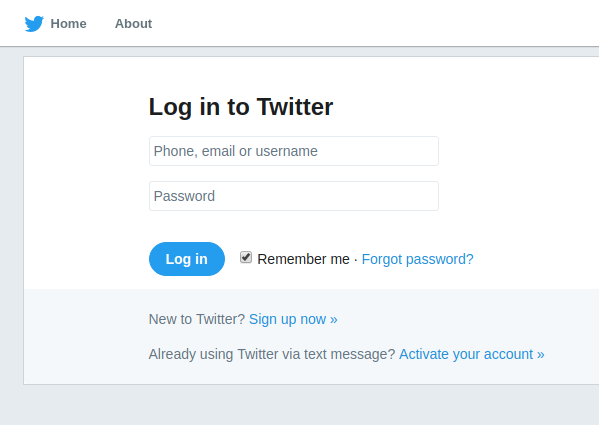 Home About
Log in to Twitter
Phone, email or username
Password
Log in Remember me · Forgot password?
New to Twitter? Sign up now »
Already using Twitter via text message? Activate your account »